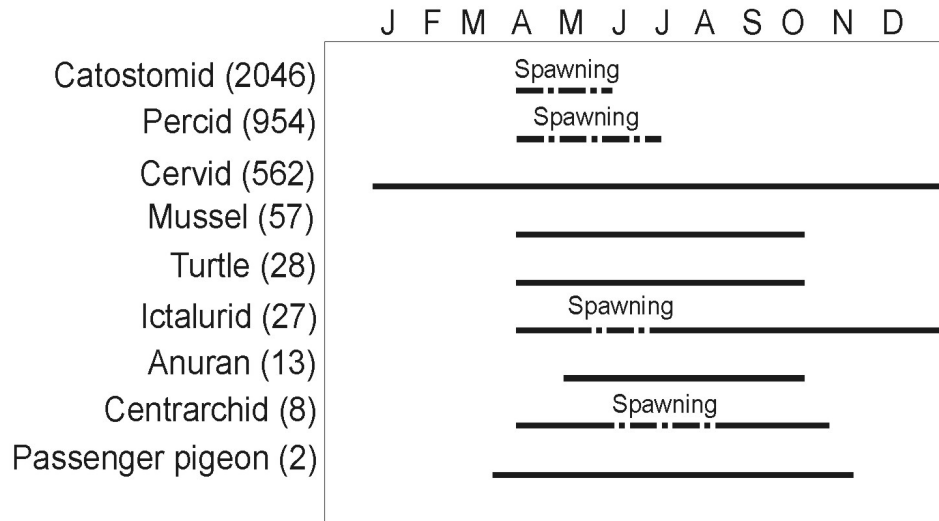 J F M A M J J A S O N D
Catostomid (2046)
Spawning
Percid (954)
Spawning
Cervid (562)
Mussel (57)
Turtle (28)
Ictalurid (27)
Spawning
Anuran (13)
Centrarchid (8)
Spawning
Passenger pigeon (2)